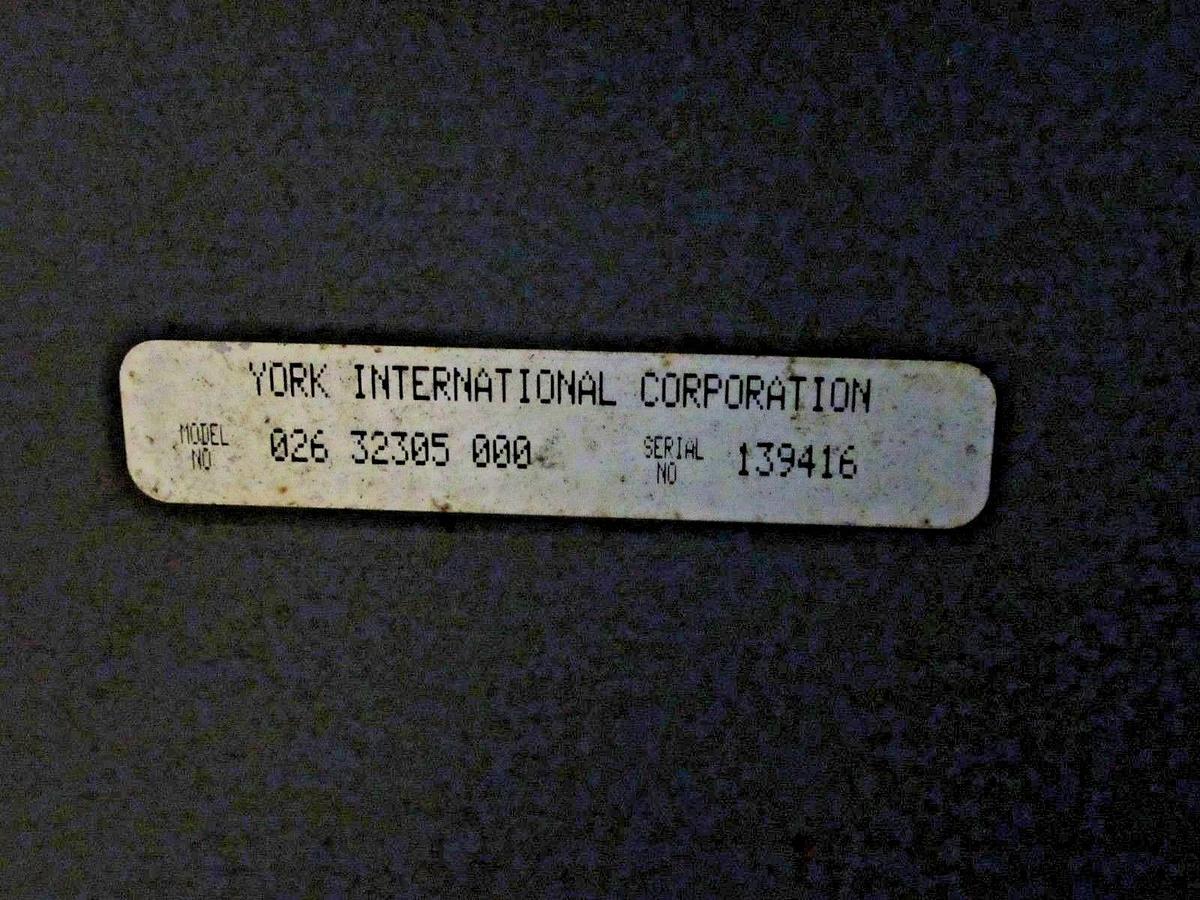 YORK INTERNATIONAL CORPORATION
MODEL NO 026 32305 000 SERIAL NO 139416